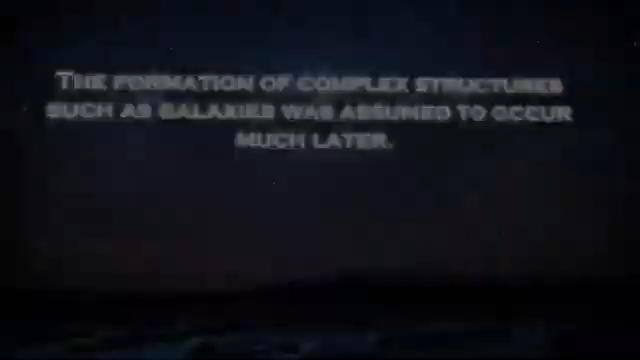 THE FORMATION OF COMPLEX STRUCTURES
SUCH AS GALAXIES WAS ASSUMED TO OCCUR
MUCH LATER.